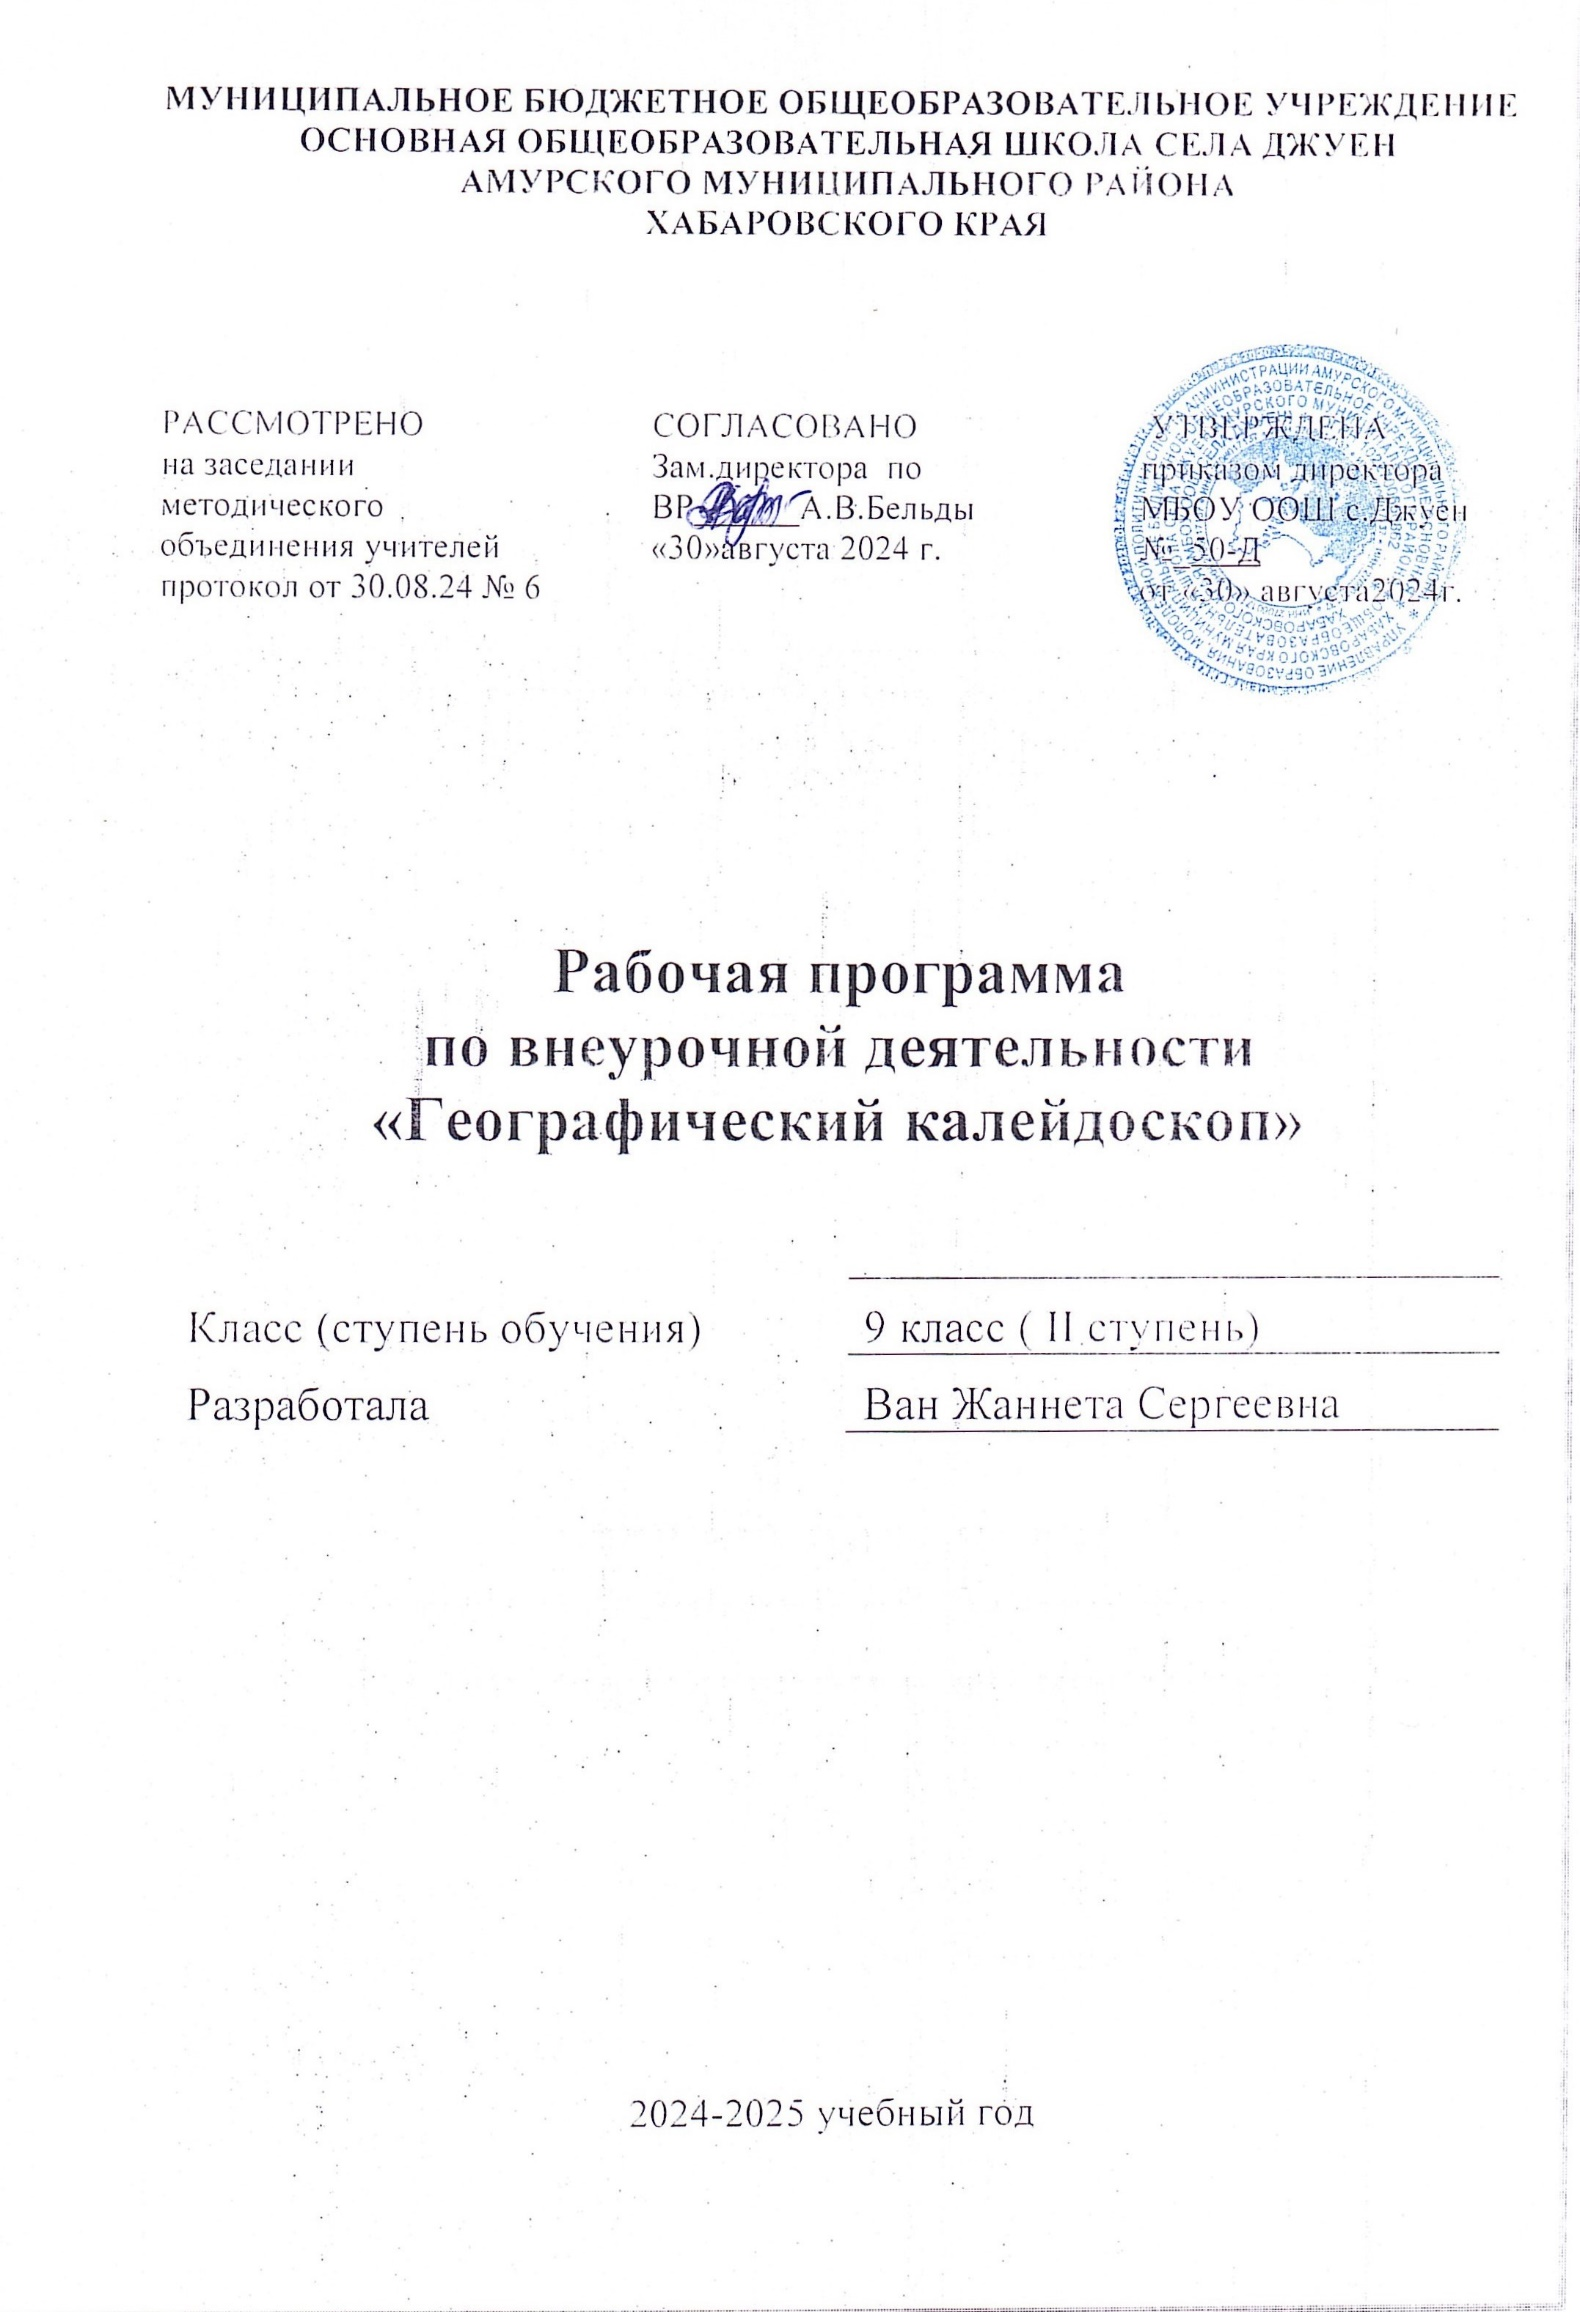 МУНИЦИПАЛЬНОЕ БЮДЖЕТНОЕ ОБЩЕОБРАЗОВАТЕЛЬНОЕ УЧРЕЖДЕНИЕ
ОСНОВНАЯ ОБЩЕОБРАЗОВАТЕЛЬНАЯ ШКОЛА СЕЛА ДЖУЕН
АМУРСКОГО МУНИЦИПАЛЬНОГО РАЙОНА
ХАБАРОВСКОГО КРАЯ
РАССМОТРЕНО
на заседании
методического
объединения учителей
протокол от 30.08.24 № 6
СОГЛАСОВАНО
Зам.директора по
ВР А.В.Бельды
«30»августа 2024 г.
УТВЕРЖДЕНА
приказом директора
МБОУ ООШ с.Джуен
№ 50-Д
от «30» августа2024г.
Рабочая программа
по внеурочной деятельности
«Географический калейдоскоп»
Класс (ступень обучения) 9 класс ( II ступень)
Разработала Ван Жаннета Сергеевна
2024-2025 учебный год